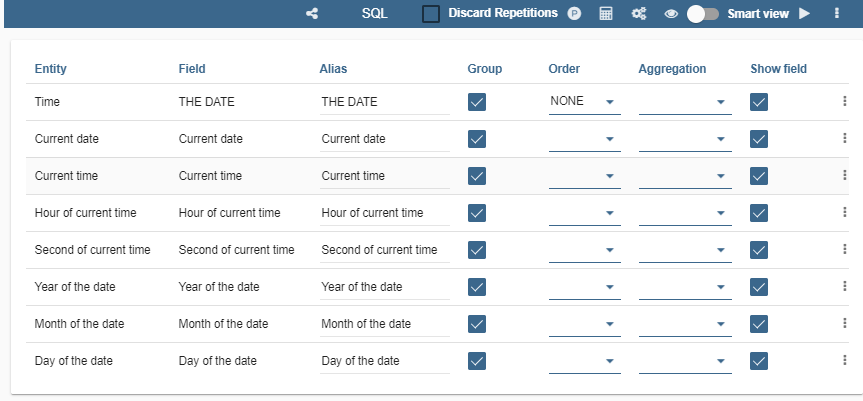 SQL Discard Repetitions P Smart view
Entity Field Alias Group Order Aggregation Show field
Time THE DATE THE DATE NONE
Current date Current date Current date
Current time Current time Current time
Hour of current time Hour of current time Hour of current time
Second of current time Second of current time Second of current time
Year of the date Year of the date Year of the date
Month of the date Month of the date Month of the date
Day of the date Day of the date Day of the date